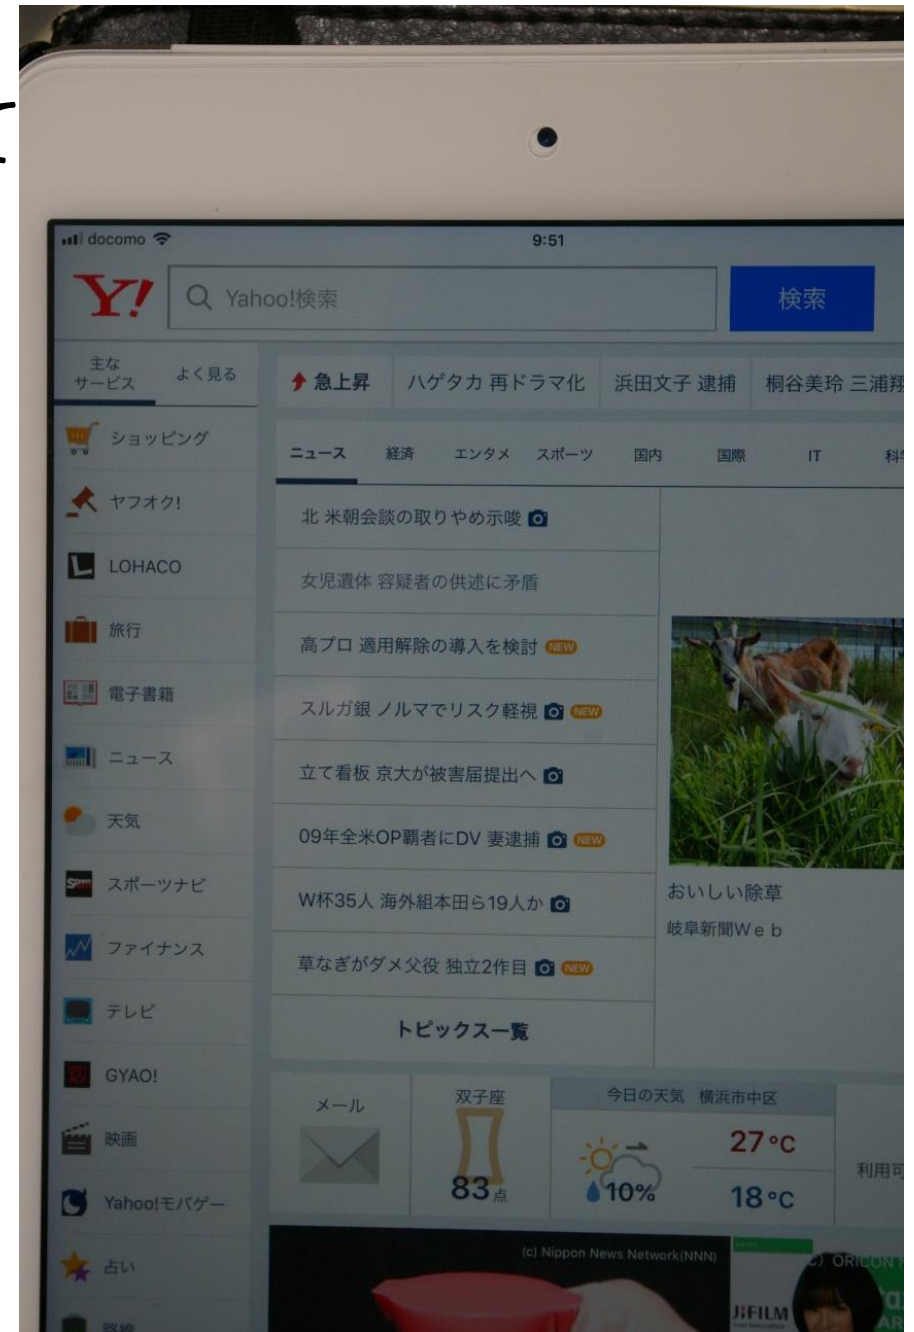 docomo
9:51
Y!
Yahoo!検索
検索
主な
サービス
よく見る
急上昇
ハゲタカ 再ドラマ化
浜田文子 逮捕
桐谷美玲 三浦翔
ニュース
経済
エンタメ
スポーツ
国内
国際
IT
ショッピング
ヤフオク!
LOHACO
旅行
電子書籍
ニュース
天気
スポーツナビ
ファイナンス
テレビ
GYAO!
映画
Yahoo!モバゲー
占い
路線
北 米朝会談の取りやめ示唆
女児遺体 容疑者の供述に矛盾
高プロ 適用解除の導入を検討 NEW
スルガ銀 ノルマでリスク軽視 NEW
立て看板 京大が被害届提出へ
09年全米OP覇者にDV 妻逮捕 NEW
W杯35人 海外組本田ら19人か
草なぎがダメ父役 独立2作目 NEW
トピックス一覧
おいしい除草
岐阜新聞Web
メール
双子座
83点
今日の天気 横浜市中区
10%
27℃
18℃
利用可
(c) Nippon News Network(NNN)
ORICON
FILM